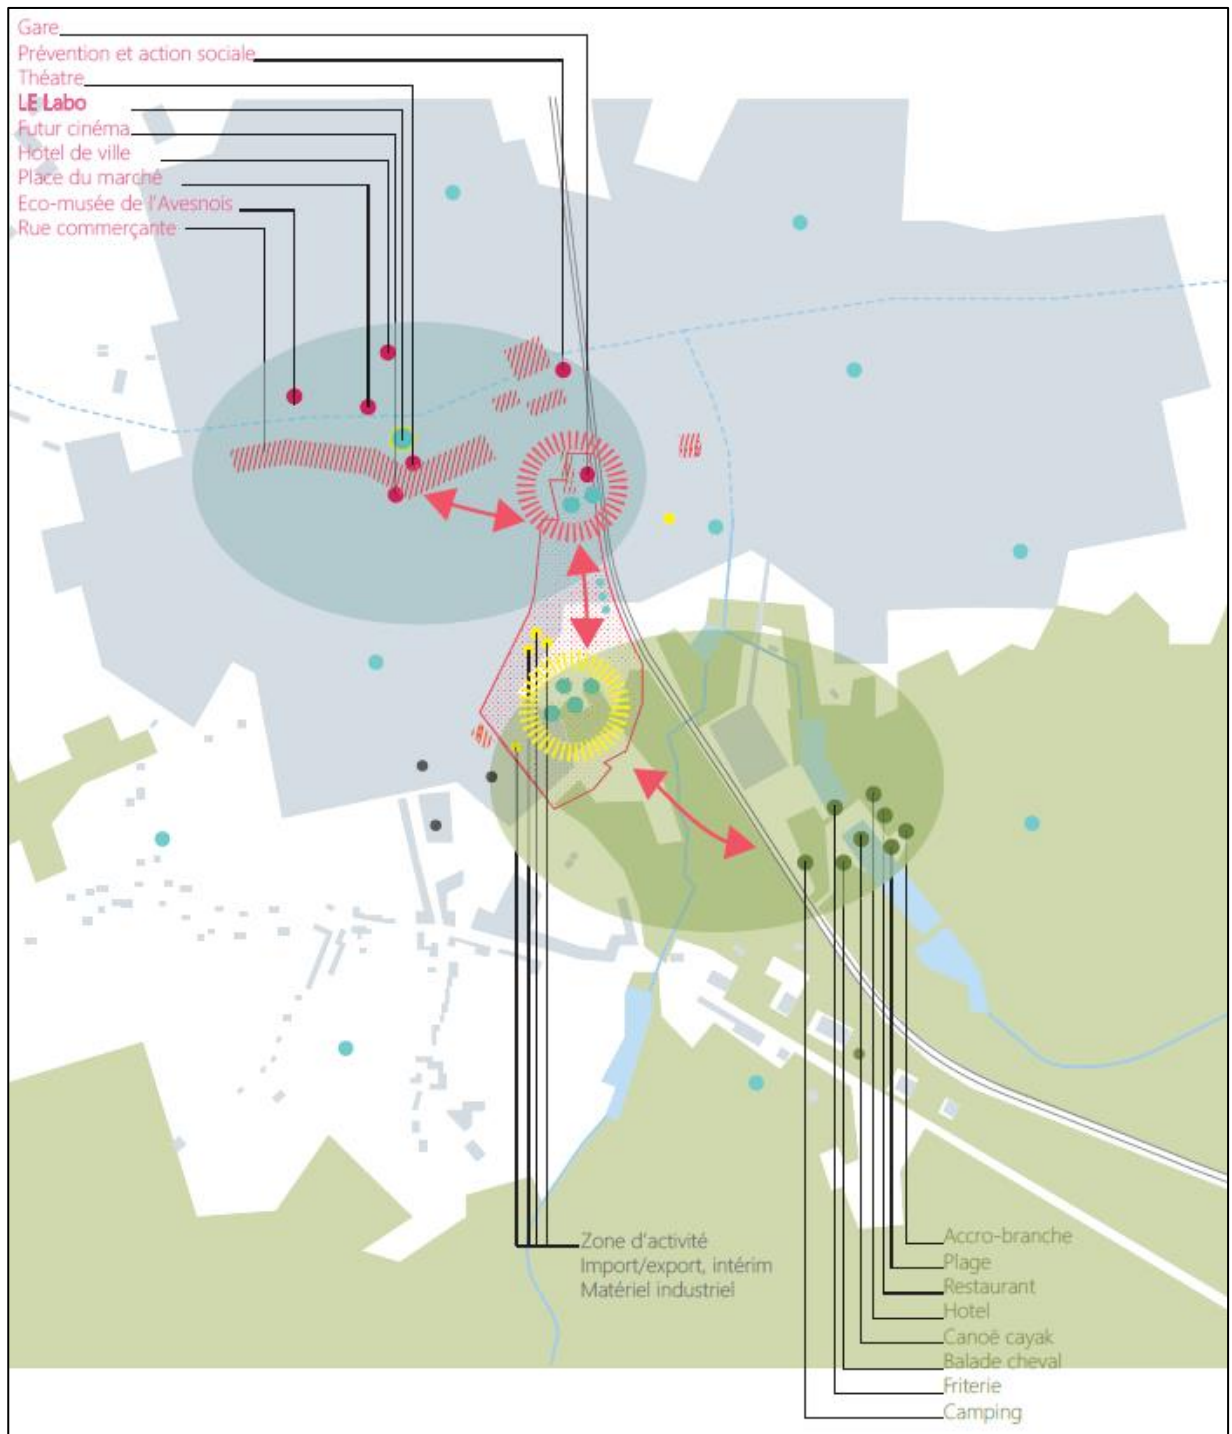 Gare
Prévention et action sociale
Théatre
LE Labo
Futur cinéma
Hotel de ville
Place du marché
Eco-musée de l'Avesnois
Rue commerçante
Zone d'activité
Import/export, intérim
Matériel industriel
Accro-branche
Plage
Restaurant
Hotel
Canoë cayak
Balade cheval
Friterie
Camping